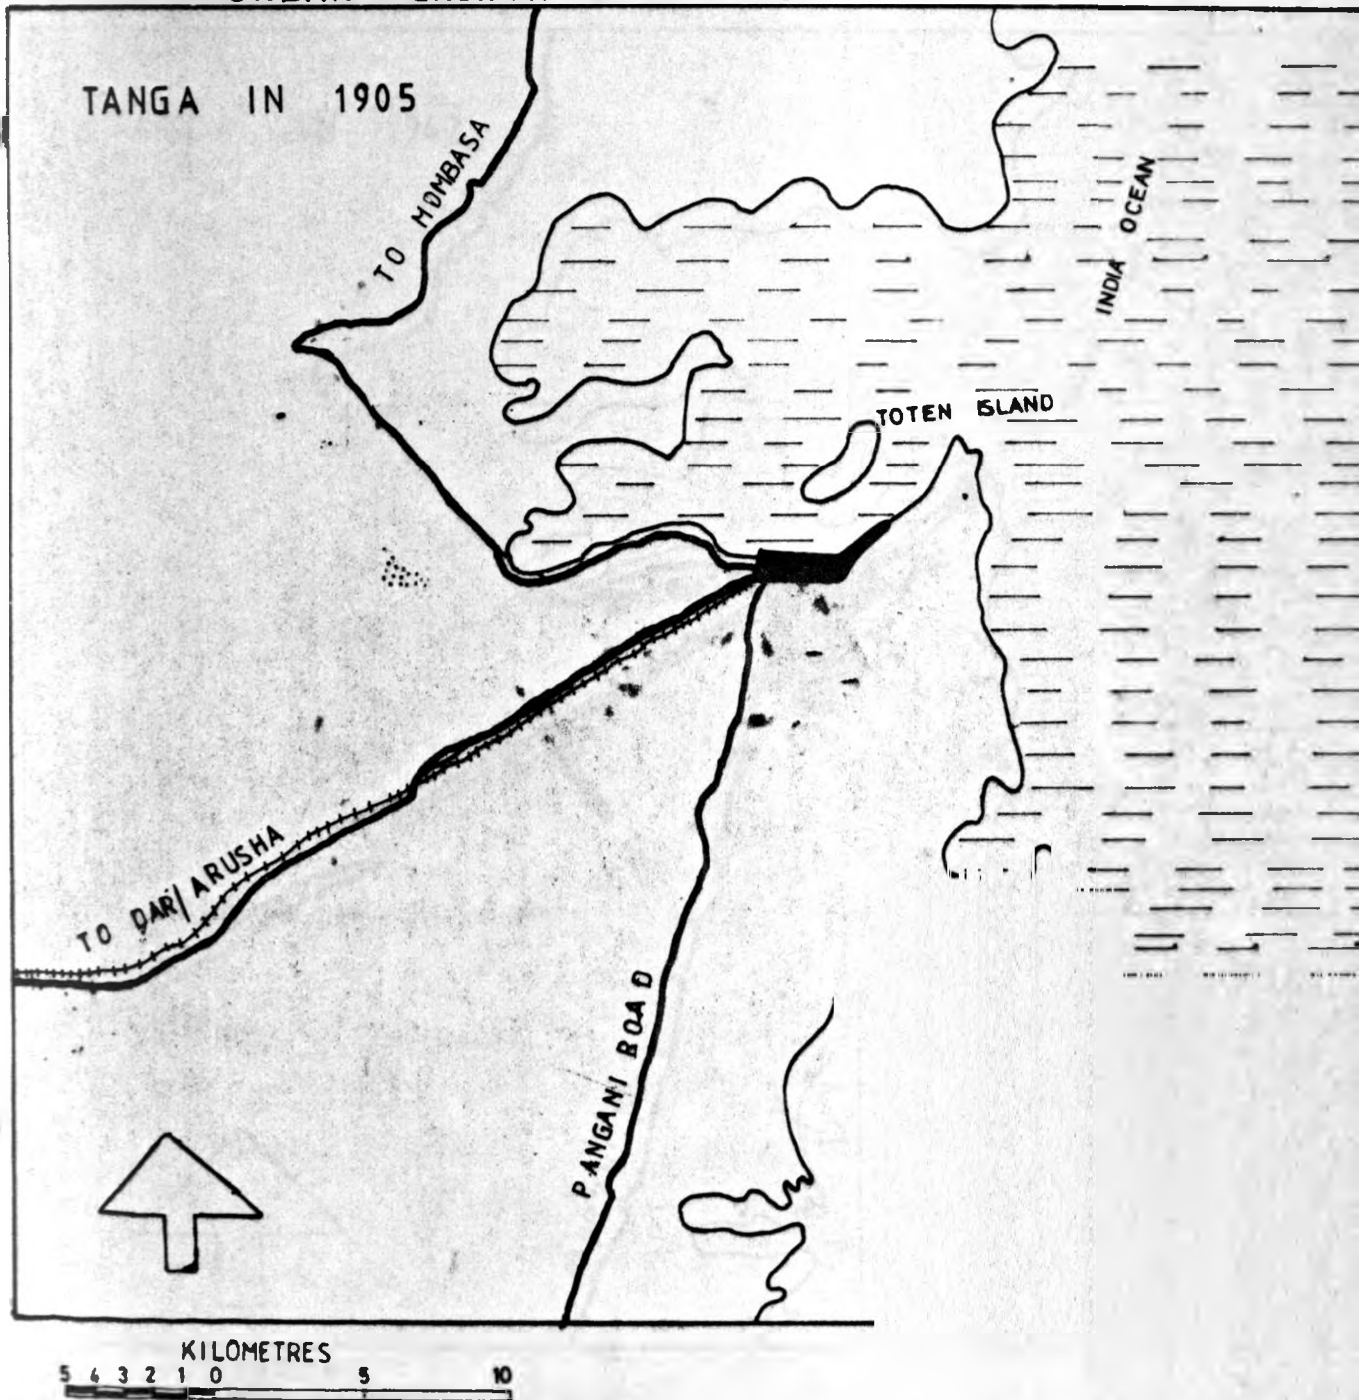 TANGA IN 1905
TO MOMBASA
INDIA OCEAN
TOTEN ISLAND
TO DAR/ARUSHA
PANGANI ROAD
KILOMETRES
5 4 3 2 1 0 5 10